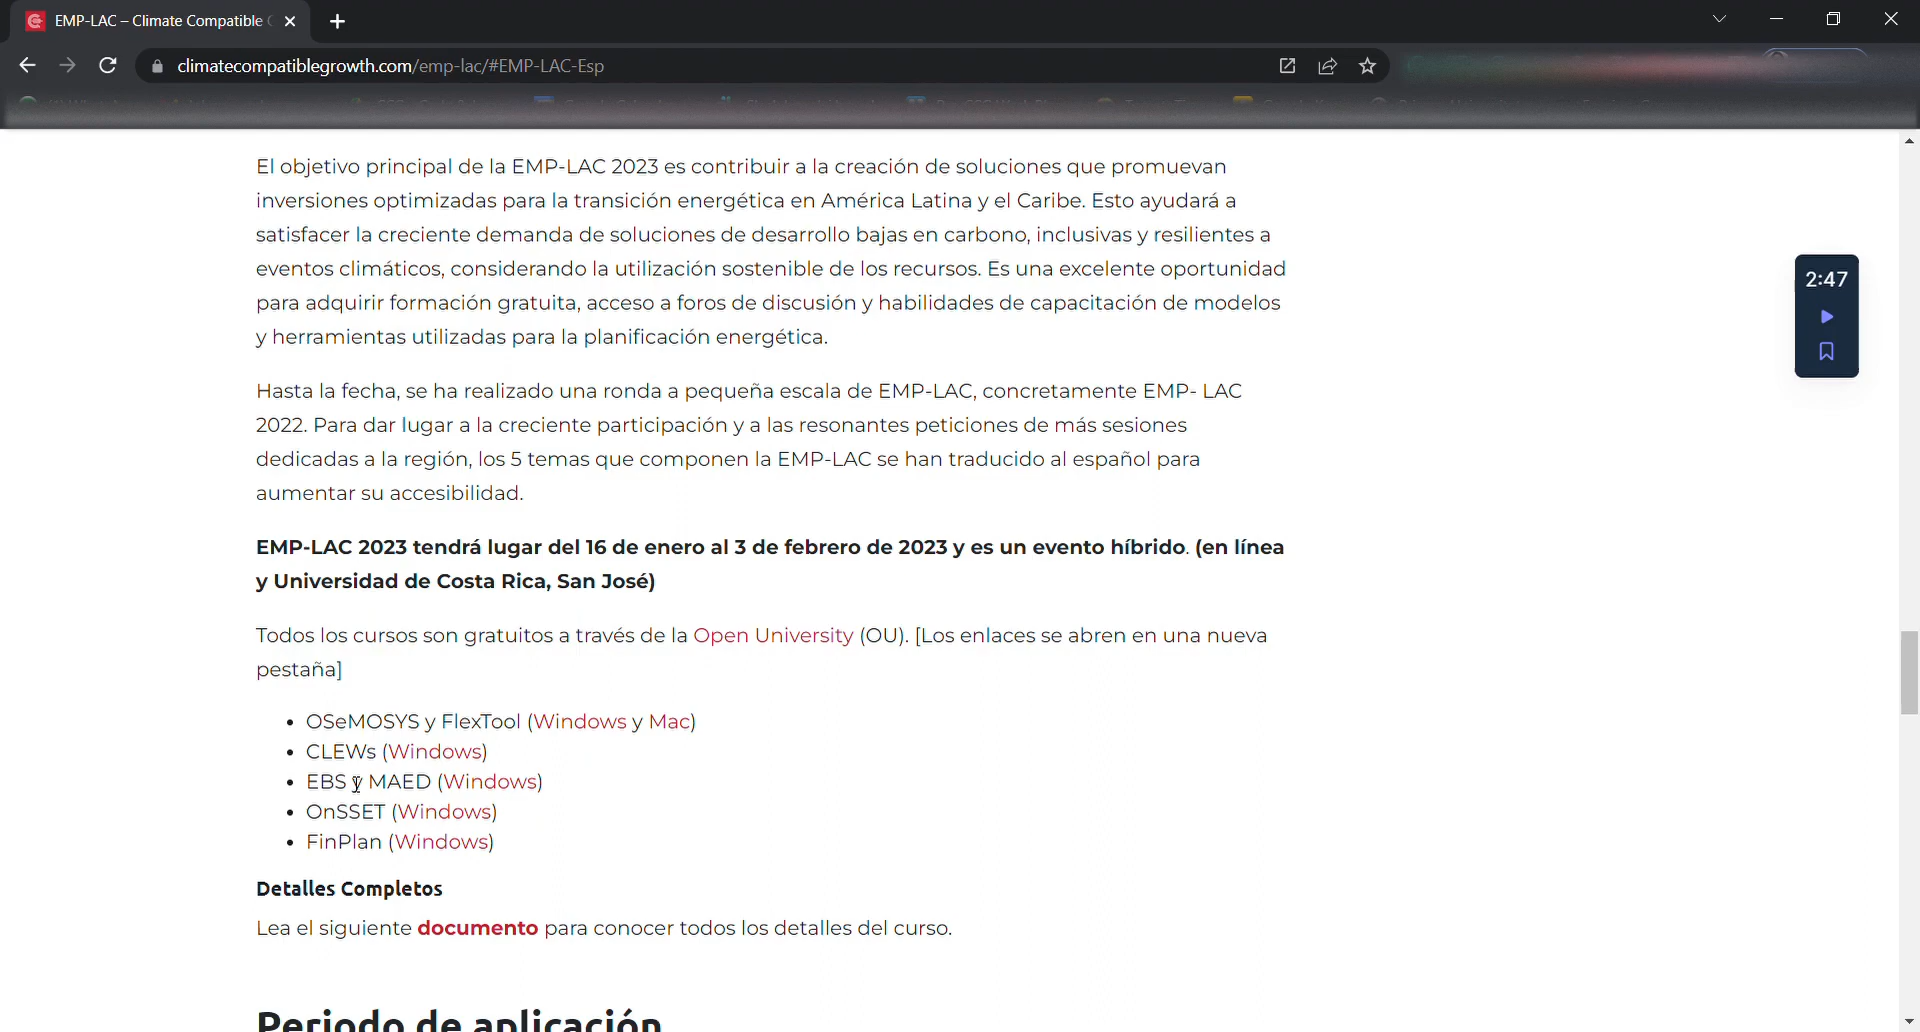 EMP-LAC – Climate Compatible
climatecompatiblegrowth.com/emp-lac/#EMP-LAC-Esp
El objetivo principal de la EMP-LAC 2023 es contribuir a la creación de soluciones que promuevan
inversiones optimizadas para la transición energética en América Latina y el Caribe. Esto ayudará a
satisfacer la creciente demanda de soluciones de desarrollo bajas en carbono, inclusivas y resilientes a
eventos climáticos, considerando la utilización sostenible de los recursos. Es una excelente oportunidad
para adquirir formación gratuita, acceso a foros de discusión y habilidades de capacitación de modelos
y herramientas utilizadas para la planificación energética.
2:47
Hasta la fecha, se ha realizado una ronda a pequeña escala de EMP-LAC, concretamente EMP- LAC
2022. Para dar lugar a la creciente participación y a las resonantes peticiones de más sesiones
dedicadas a la región, los 5 temas que componen la EMP-LAC se han traducido al español para
aumentar su accesibilidad.
EMP-LAC 2023 tendrá lugar del 16 de enero al 3 de febrero de 2023 y es un evento híbrido. (en línea
y Universidad de Costa Rica, San José)
Todos los cursos son gratuitos a través de la Open University (OU). [Los enlaces se abren en una nueva
pestaña]
• OSeMOSYS y FlexTool (Windows y Mac)
• CLEWs (Windows)
• EBS y MAED (Windows)
• OnSSET (Windows)
• FinPlan (Windows)
Detalles Completos
Lea el siguiente documento para conocer todos los detalles del curso.
Periodo de aplicación